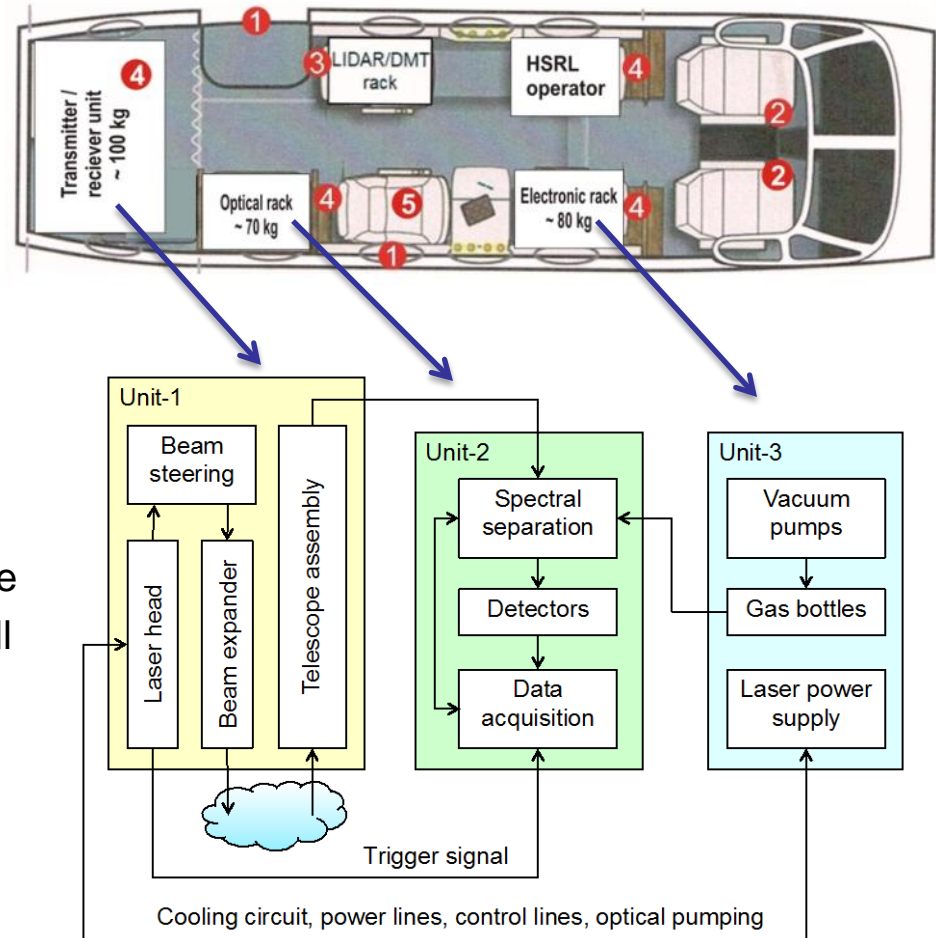 1
Transmitter /
reciever unit
~ 100 kg
4
3
LIDAR/DMT
rack
HSRL
operator
4
2
Optical rack
~ 70 kg
4
5
1
Electronic rack
~ 80 kg
4
2
Unit-1
Beam
steering
Laser head
Beam expander
Telescope assembly
Unit-2
Spectral
separation
Detectors
Data
acquisition
Unit-3
Vacuum
pumps
Gas bottles
Laser power
supply
e
ll
Trigger signal
Cooling circuit, power lines, control lines, optical pumping